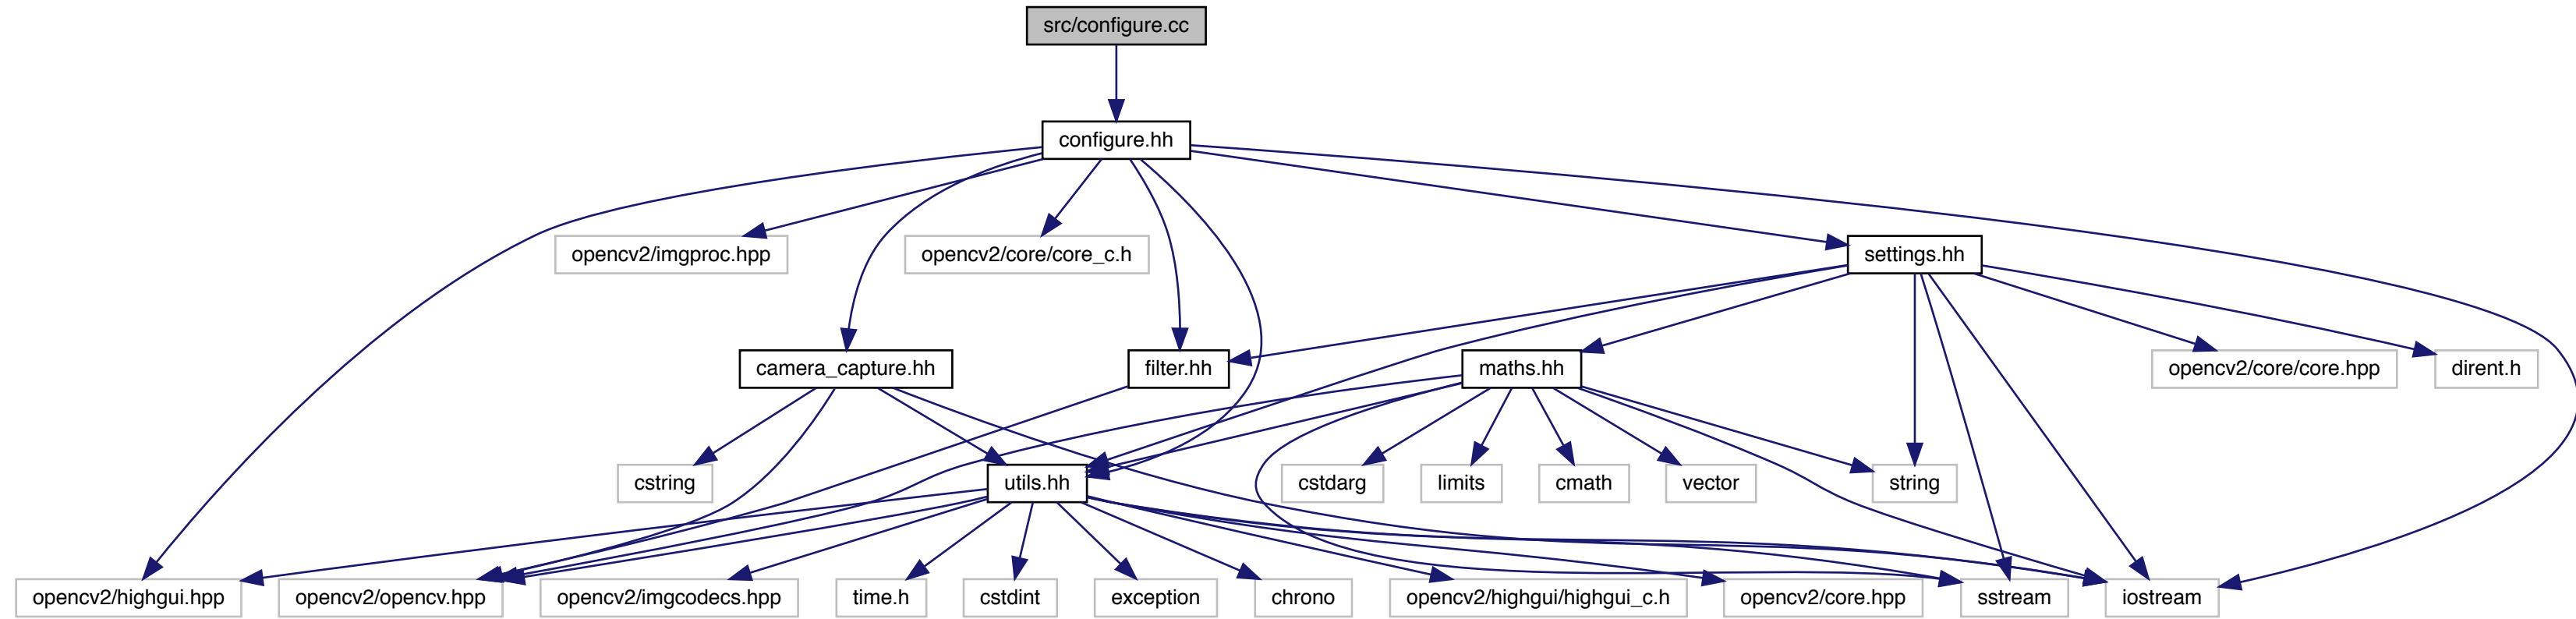 src/configure.cc
configure.hh
opencv2/imgproc.hpp
opencv2/core/core_c.h
settings.hh
camera_capture.hh
filter.hh
maths.hh
opencv2/core/core.hpp
dirent.h
cstring
utils.hh
cstdarg
limits
cmath
vector
string
opencv2/highgui.hpp
opencv2/opencv.hpp
opencv2/imgcodecs.hpp
time.h
cstdint
exception
chrono
opencv2/highgui/highgui_c.h
opencv2/core.hpp
sstream
iostream